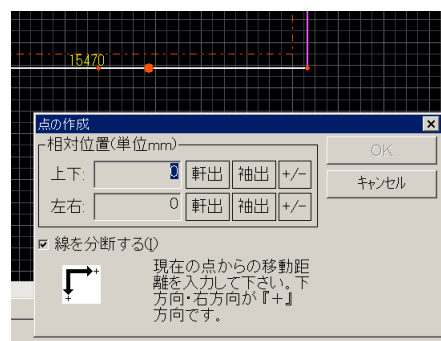 15470
点の作成
相対位置(単位mm)
上下: 0 軒出 袖出 +/-
左右: 0 軒出 袖出 +/-
OK
キャンセル
線を分断する(I)
現在の点からの移動距
離を入力して下さい。下
方向・右方向が『+』
方向です。